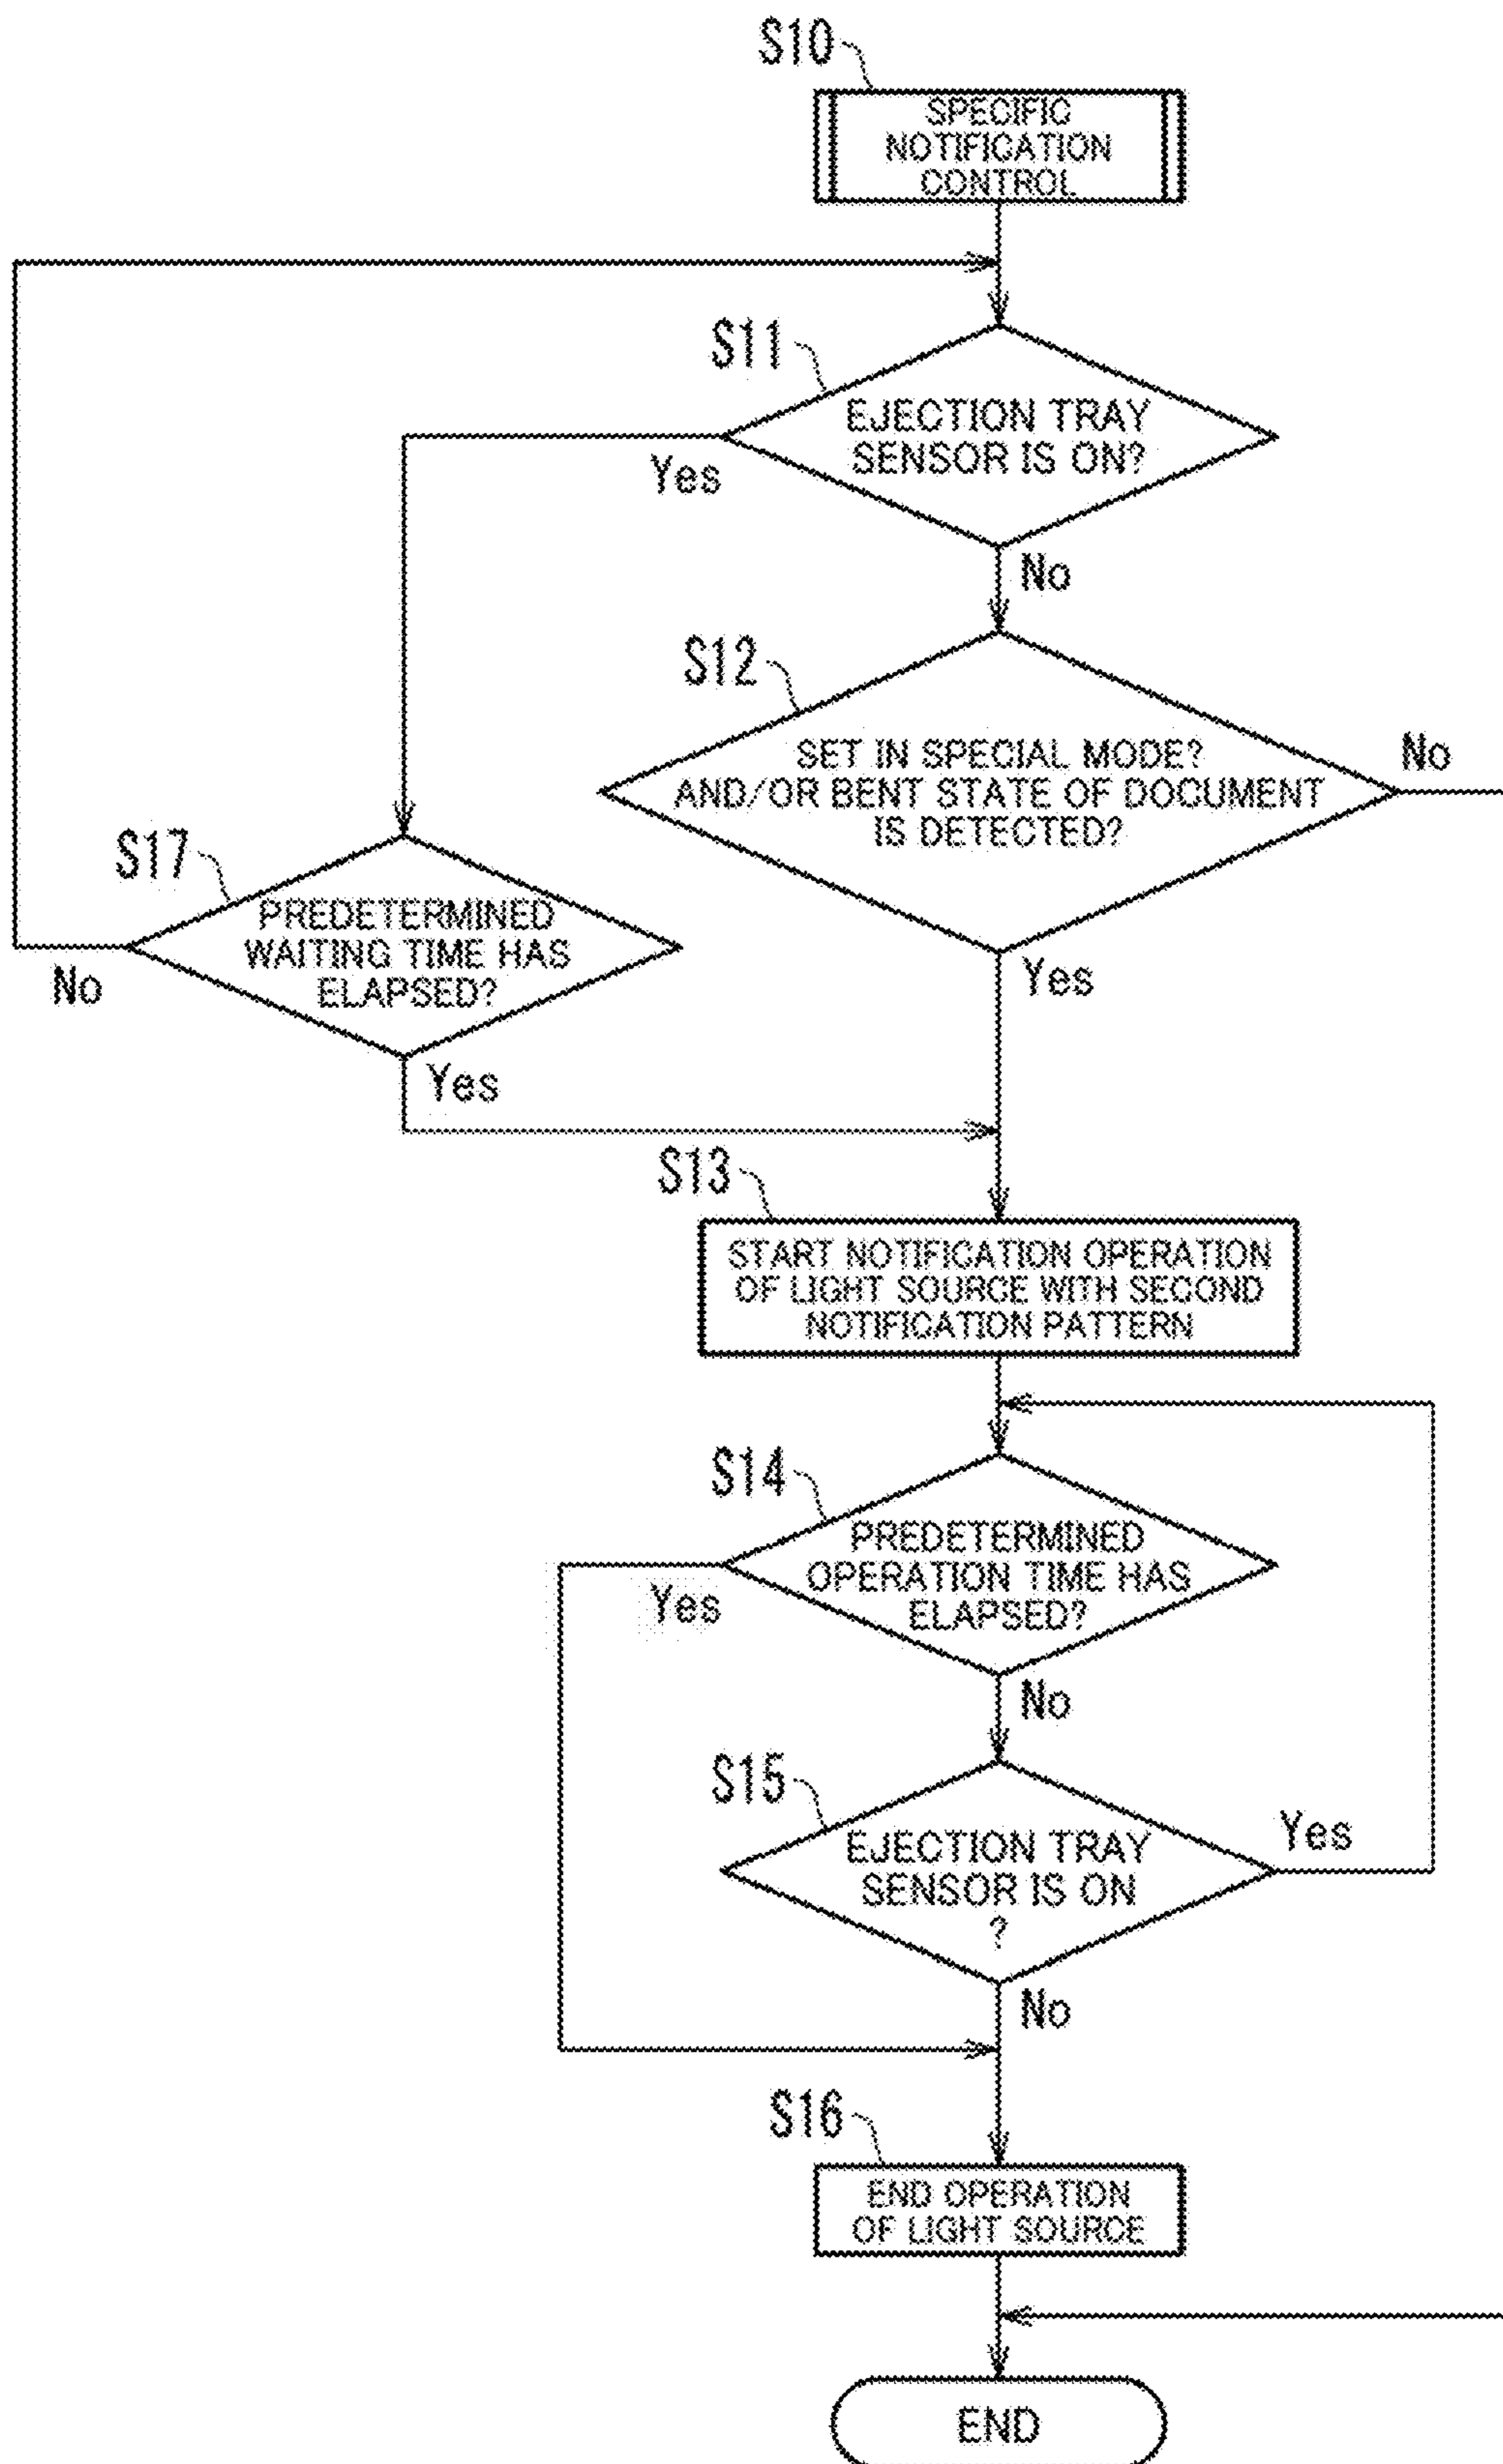 S10
SPECIFIC
NOTIFICATION
CONTROL
S11
EJECTION TRAY
SENSOR IS ON?
Yes
No
S12
SET IN SPECIAL MODE?
AND/OR BENT STATE OF DOCUMENT
IS DETECTED?
No
Yes
S17
PREDETERMINED
WAITING TIME HAS
ELAPSED?
No
Yes
S13
START NOTIFICATION OPERATION
OF LIGHT SOURCE WITH SECOND
NOTIFICATION PATTERN
S14
PREDETERMINED
OPERATION TIME HAS
ELAPSED?
Yes
No
S15
EJECTION TRAY
SENSOR IS ON
?
Yes
No
S16
END OPERATION
OF LIGHT SOURCE
END